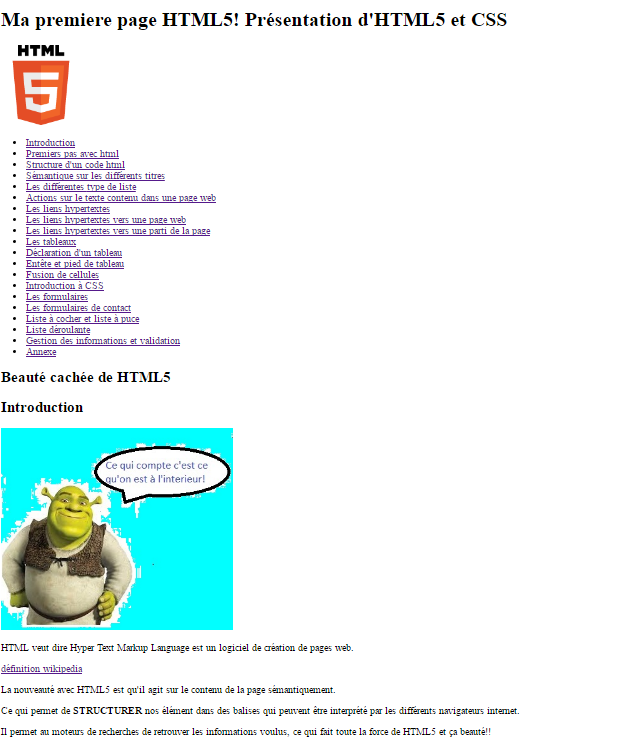 Ma premiere page HTML5! Présentation d'HTML5 et CSS
HTML
5
Introduction
Premiers pas avec html
Structure d'un code html
Sémantique sur les différents titres
Les différentes type de liste
Actions sur le texte contenu dans une page web
Les liens hypertextes
Les liens hypertextes vers une page web
Les liens hypertextes vers une parti de la page
Les tableaux
Déclaration d'un tableau
Entête et pied de tableau
Fusion de cellules
Introduction à CSS
Les formulaires
Les formulaires de contact
Liste à cocher et liste à puce
Liste déroulante
Gestion des informations et validation
Annexe
Beauté cachée de HTML5
Introduction
Ce qui compte c'est ce
qu'on est à l'interieur!
HTML veut dire Hyper Text Markup Language est un logiciel de création de pages web.
définition wikipedia
La nouveauté avec HTML5 est qu'il agit sur le contenu de la page sémantiquement.
Ce qui permet de STRUCTURER nos élément dans des balises qui peuvent être interprété par les différents navigateurs internet.
Il permet au moteurs de recherches de retrouver les informations voulus, ce qui fait toute la force de HTML5 et ça beauté!!